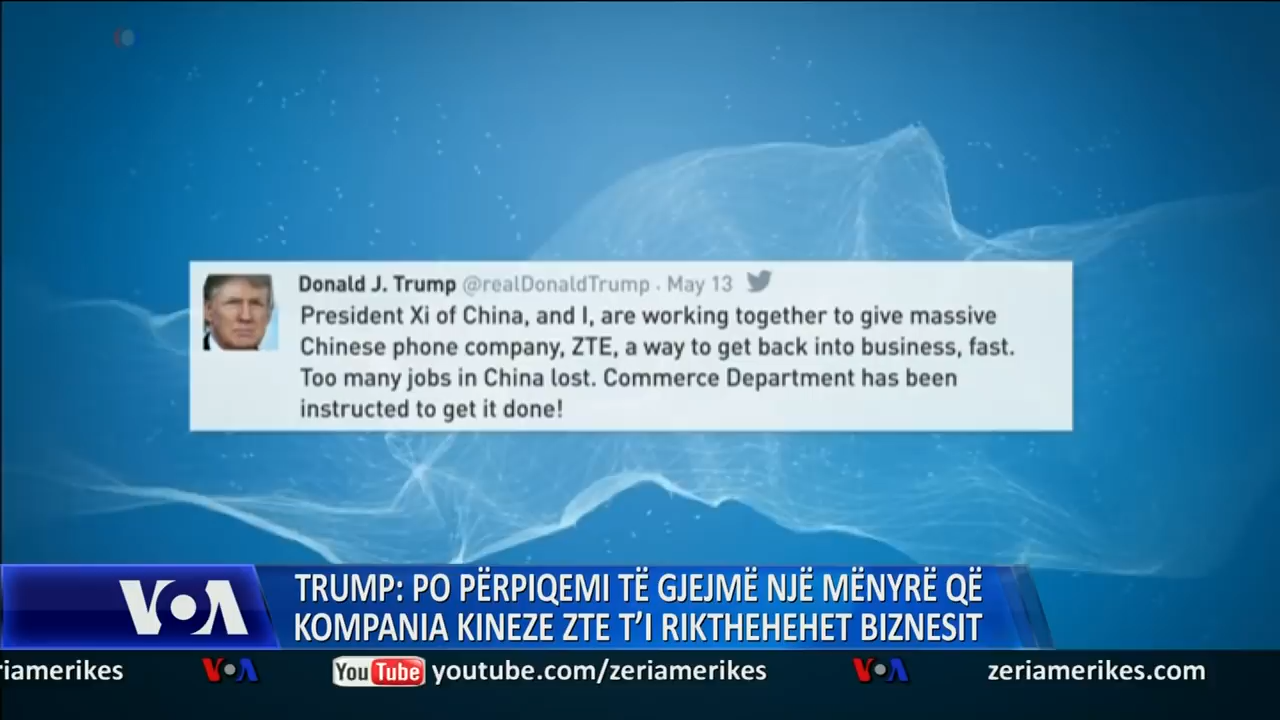 Donald J. Trump @realDonaldTrump . May 13
President Xi of China, and I, are working together to give massive
Chinese phone company, ZTE, a way to get back into business, fast.
Too many jobs in China lost. Commerce Department has been
instructed to get it done!
VOA
TRUMP: PO PËRPIQEMI TË GJEJMË NJË MËNYRË QË
KOMPANIA KINEZE ZTE T'I RIKTHEHEHET BIZNESIT
riamerikes VOA YouTube youtube.com/zeriamerikes VOA zeriamerikes.com